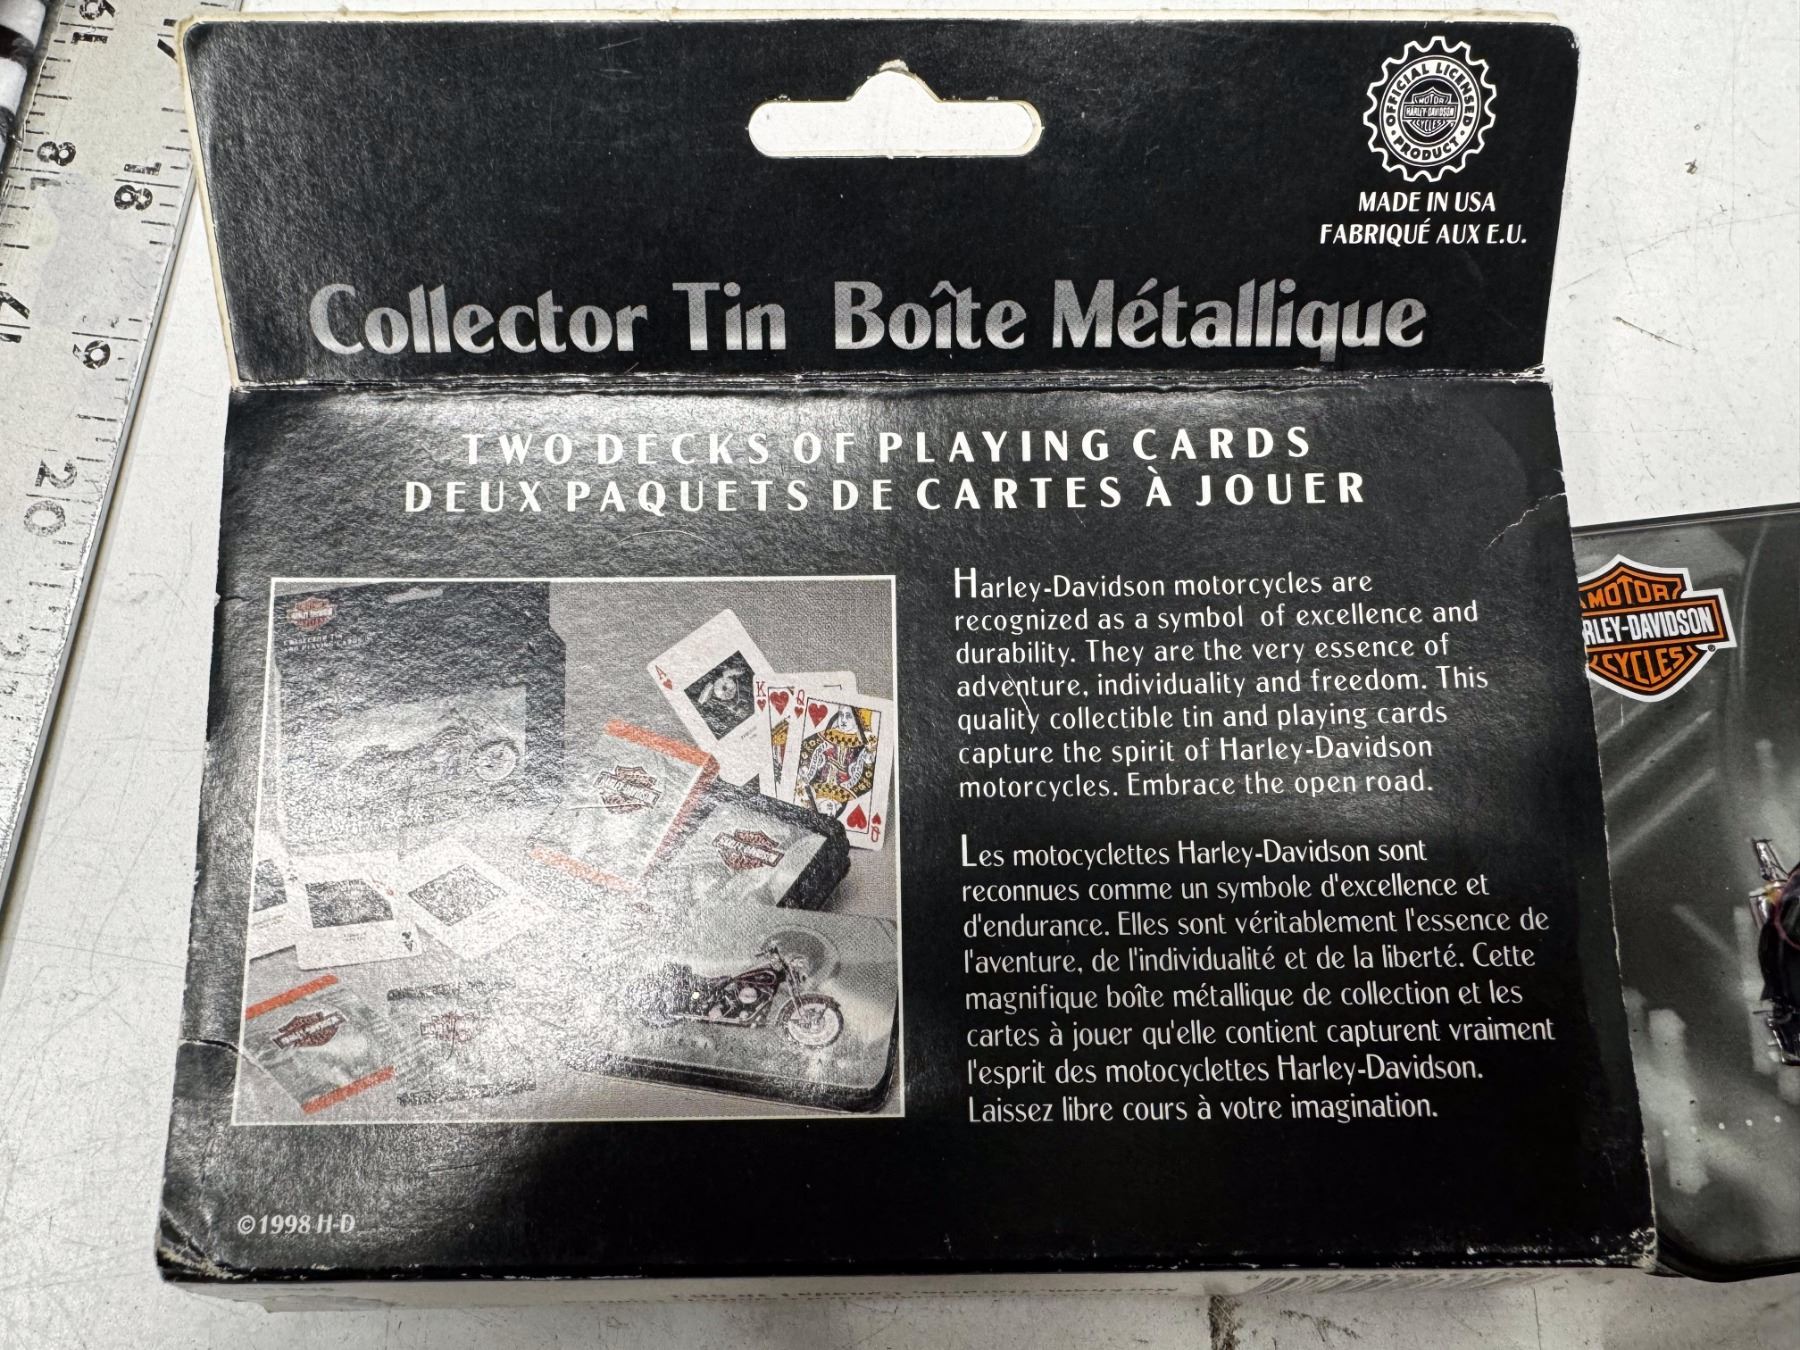 OFFICIAL LICENSED
MOTOR
HARLEY-DAVIDSON
CYCLES
PRODUCT
MADE IN USA
FABRIQUÉ AUX E.U.
Collector Tin Boîte Métallique
TWO DECKS OF PLAYING CARDS
DEUX PAQUETS DE CARTES À JOUER
Harley-Davidson motorcycles are
recognized as a symbol of excellence and
durability. They are the very essence of
adventure, individuality and freedom. This
quality collectible tin and playing cards
capture the spirit of Harley-Davidson
motorcycles. Embrace the open road.
Les motocyclettes Harley-Davidson sont
reconnues comme un symbole d'excellence et
d'endurance. Elles sont véritablement l'essence de
l'aventure, de l'individualité et de la liberté. Cette
magnifique boîte métallique de collection et les
cartes à jouer qu'elle contient capturent vraiment
l'esprit des motocyclettes Harley-Davidson.
Laissez libre cours à votre imagination.
A
K
Q
Q
©1998 H-D
MOTOR
RLEY-DAVIDSON
CYCLES
18
19
20